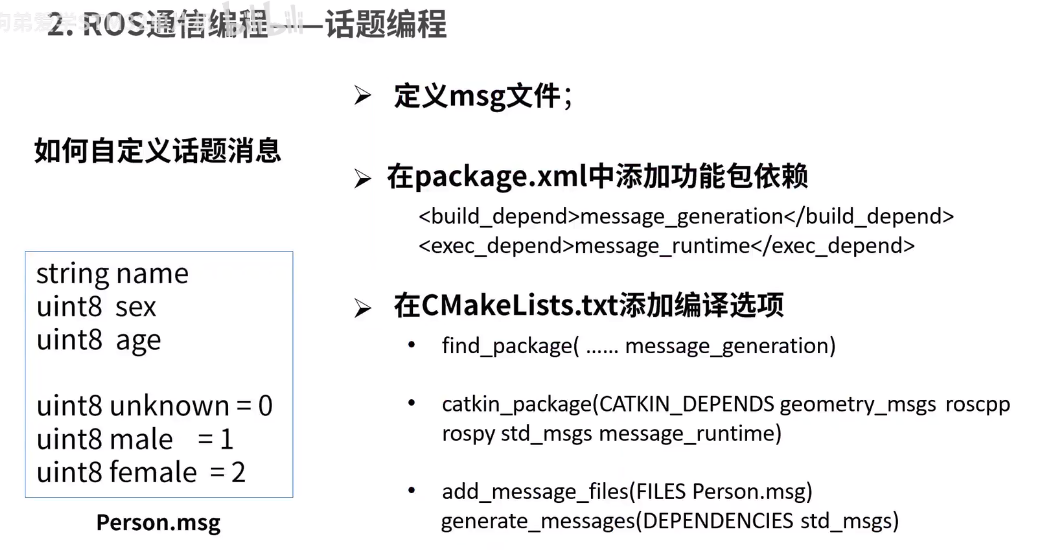 2. ROS通信编程——话题编程
如何自定义话题消息
string name
uint8 sex
uint8 age
uint8 unknown = 0
uint8 male = 1
uint8 female = 2
Person.msg
➢ 定义msg文件；
➢ 在package.xml中添加功能包依赖
<build_depend>message_generation</build_depend>
<exec_depend>message_runtime</exec_depend>
➢ 在CMakeLists.txt添加编译选项
• find_package( …… message_generation)
• catkin_package(CATKIN_DEPENDS geometry_msgs roscpp
rospy std_msgs message_runtime)
• add_message_files(FILES Person.msg)
generate_messages(DEPENDENCIES std_msgs)